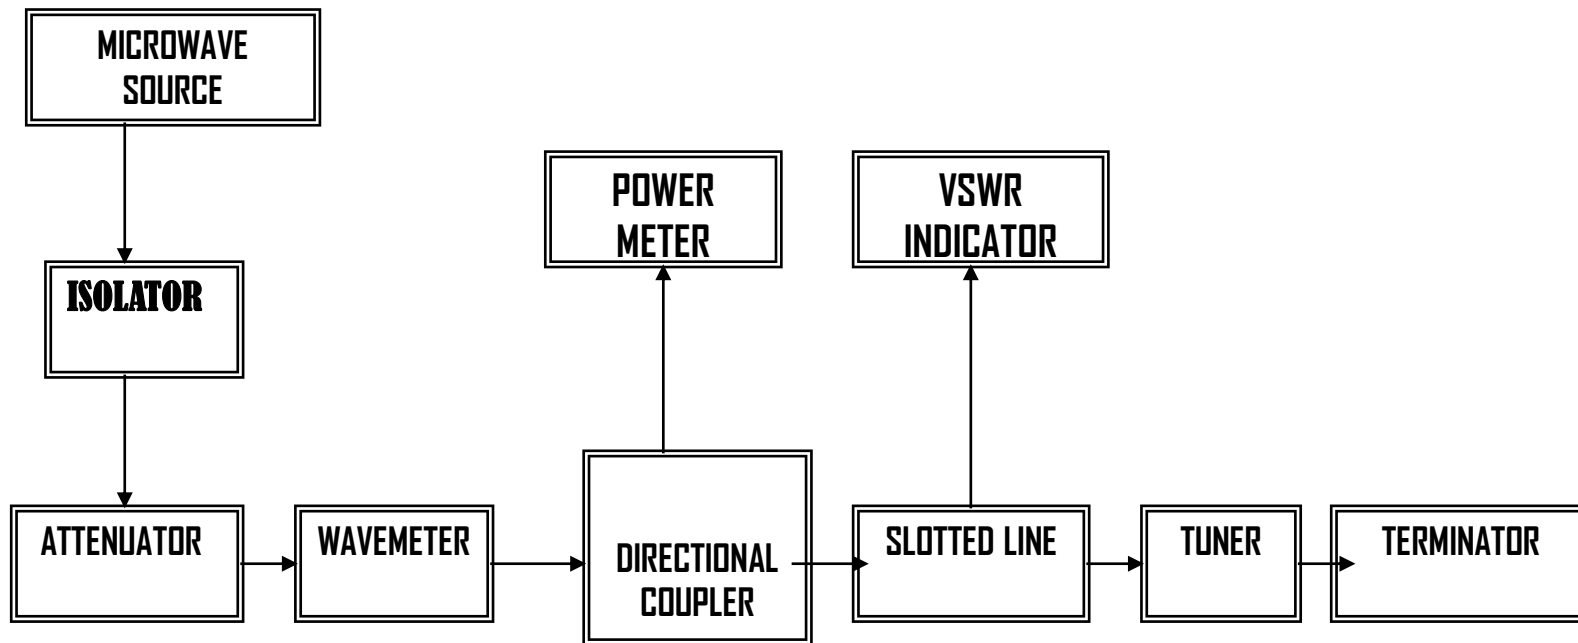 MICROWAVE
SOURCE
POWER
METER
VSWR
INDICATOR
ISOLATOR
ATTENUATOR
WAVEMETER
DIRECTIONAL
COUPLER
SLOTTED LINE
TUNER
TERMINATOR